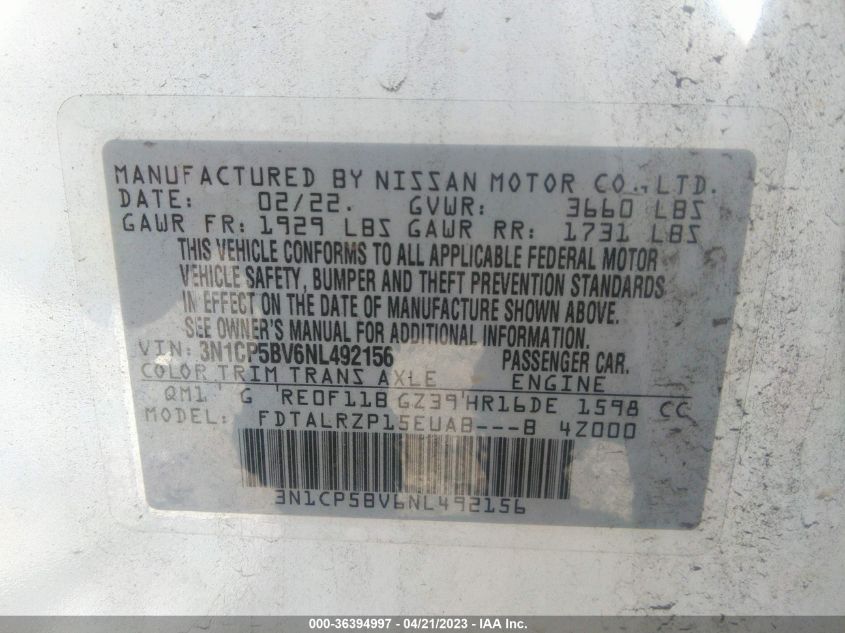 MANUFACTURED BY NISSAN MOTOR CO., LTD.
DATE: 02/22. GVWR: 3660 LBS
GAWR FR: 1929 LBS GAWR RR: 1731 LBS
THIS VEHICLE CONFORMS TO ALL APPLICABLE FEDERAL MOTOR
VEHICLE SAFETY, BUMPER AND THEFT PREVENTION STANDARDS
IN EFFECT ON THE DATE OF MANUFACTURE SHOWN ABOVE.
SEE OWNER'S MANUAL FOR ADDITIONAL INFORMATION.
VIN: 3N1CP5BV6NL492156 PASSENGER CAR.
COLOR TRIM TRANS AXLE ENGINE
QM1 G RE0F11B GZ39 HR16DE 1598 CC
MODEL: FDTALRZP15EUAB---B 4Z000
3N1CP5BV6NL492156
000-36394997 - 04/21/2023 - IAA Inc.